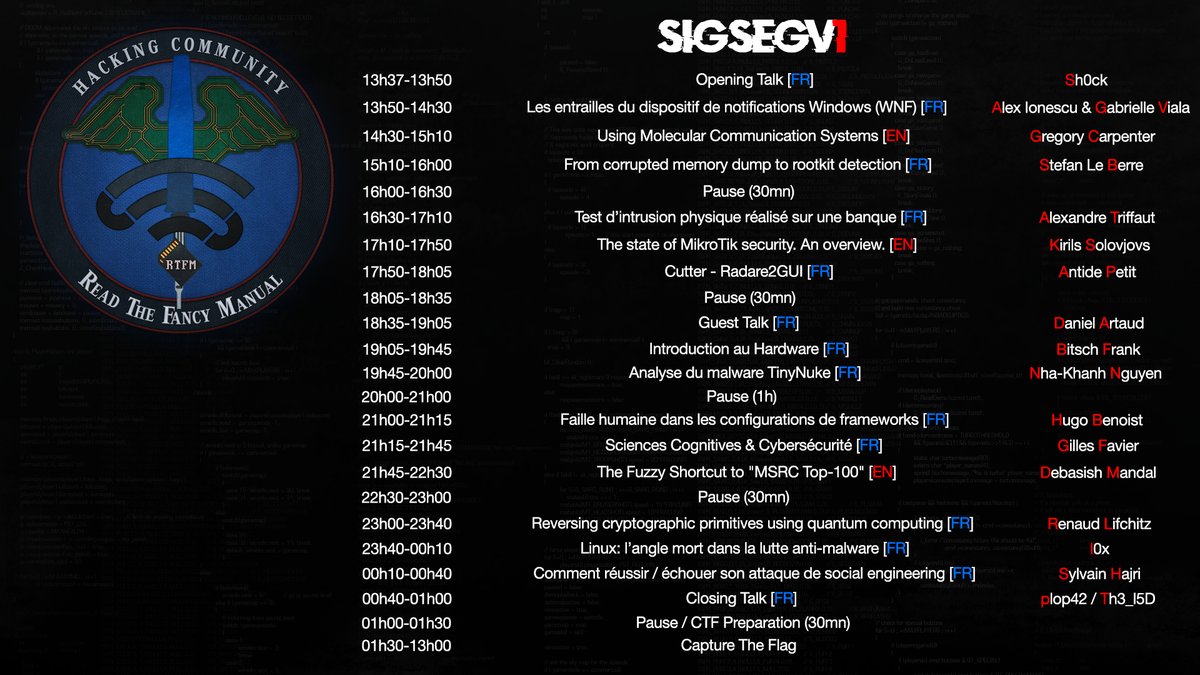 HACKING COMMUNITY
RTFM
READ THE FANCY MANUAL
SIGSEGV1
13h37-13h50 Opening Talk [FR] Sh0ck
13h50-14h30 Les entrailles du dispositif de notifications Windows (WNF) [FR] Alex Ionescu & Gabrielle Viala
14h30-15h10 Using Molecular Communication Systems [EN] Gregory Carpenter
15h10-16h00 From corrupted memory dump to rootkit detection [FR] Stefan Le Berre
16h00-16h30 Pause (30mn)
16h30-17h10 Test d'intrusion physique réalisé sur une banque [FR] Alexandre Triffaut
17h10-17h50 The state of MikroTik security. An overview. [EN] Kirils Solovjovs
17h50-18h05 Cutter - Radare2GUI [FR] Antide Petit
18h05-18h35 Pause (30mn)
18h35-19h05 Guest Talk [FR] Daniel Artaud
19h05-19h45 Introduction au Hardware [FR] Bitsch Frank
19h45-20h00 Analyse du malware TinyNuke [FR] Nha-Khanh Nguyen
20h00-21h00 Pause (1h)
21h00-21h15 Faille humaine dans les configurations de frameworks [FR] Hugo Benoist
21h15-21h45 Sciences Cognitives & Cybersécurité [FR] Gilles Favier
21h45-22h30 The Fuzzy Shortcut to "MSRC Top-100" [EN] Debasish Mandal
22h30-23h00 Pause (30mn)
23h00-23h40 Reversing cryptographic primitives using quantum computing [FR] Renaud Lifchitz
23h40-00h10 Linux: l'angle mort dans la lutte anti-malware [FR] l0x
00h10-00h40 Comment réussir / échouer son attaque de social engineering [FR] Sylvain Hajri
00h40-01h00 Closing Talk [FR] plop42 / Th3_l5D
01h00-01h30 Pause / CTF Preparation (30mn)
01h30-13h00 Capture The Flag